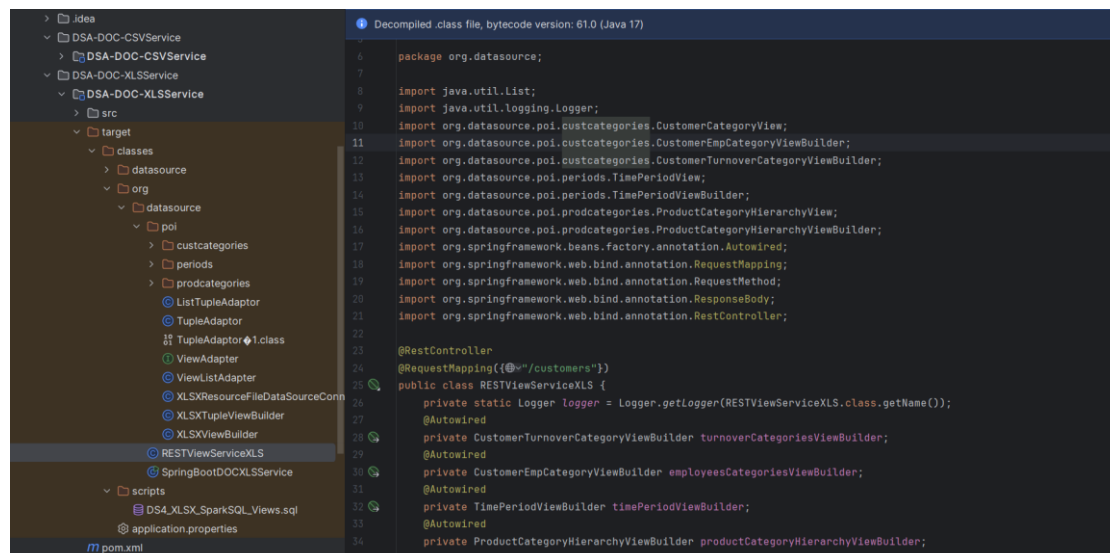 .idea
DSA-DOC-CSVService
DSA-DOC-CSVService
DSA-DOC-XLSService
DSA-DOC-XLSService
src
target
classes
datasource
org
datasource
poi
custcategories
periods
prodcategories
ListTupleAdaptor
TupleAdaptor
TupleAdaptor�1.class
ViewAdapter
ViewListAdapter
XLSXResourceFileDataSourceConn
XLSXTupleViewBuilder
XLSXViewBuilder
RESTViewServiceXLS
SpringBootDOCXLSService
scripts
DS4_XLSX_SparkSQL_Views.sql
application.properties
pom.xml
Decompiled .class file, bytecode version: 61.0 (Java 17)
6 package org.datasource;
7
8 import java.util.List;
9 import java.util.logging.Logger;
10 import org.datasource.poi.custcategories.CustomerCategoryView;
11 import org.datasource.poi.custcategories.CustomerEmpCategoryViewBuilder;
12 import org.datasource.poi.custcategories.CustomerTurnoverCategoryViewBuilder;
13 import org.datasource.poi.periods.TimePeriodView;
14 import org.datasource.poi.periods.TimePeriodViewBuilder;
15 import org.datasource.poi.prodcategories.ProductCategoryHierarchyView;
16 import org.datasource.poi.prodcategories.ProductCategoryHierarchyViewBuilder;
17 import org.springframework.beans.factory.annotation.Autowired;
18 import org.springframework.web.bind.annotation.RequestMapping;
19 import org.springframework.web.bind.annotation.RequestMethod;
20 import org.springframework.web.bind.annotation.ResponseBody;
21 import org.springframework.web.bind.annotation.RestController;
22
23 @RestController
24 @RequestMapping({"/customers"})
25 public class RESTViewServiceXLS {
26 private static Logger logger = Logger.getLogger(RESTViewServiceXLS.class.getName());
27 @Autowired
28 private CustomerTurnoverCategoryViewBuilder turnoverCategoriesViewBuilder;
29 @Autowired
30 private CustomerEmpCategoryViewBuilder employeesCategoriesViewBuilder;
31 @Autowired
32 private TimePeriodViewBuilder timePeriodViewBuilder;
33 @Autowired
34 private ProductCategoryHierarchyViewBuilder productCategoryHierarchyViewBuilder;